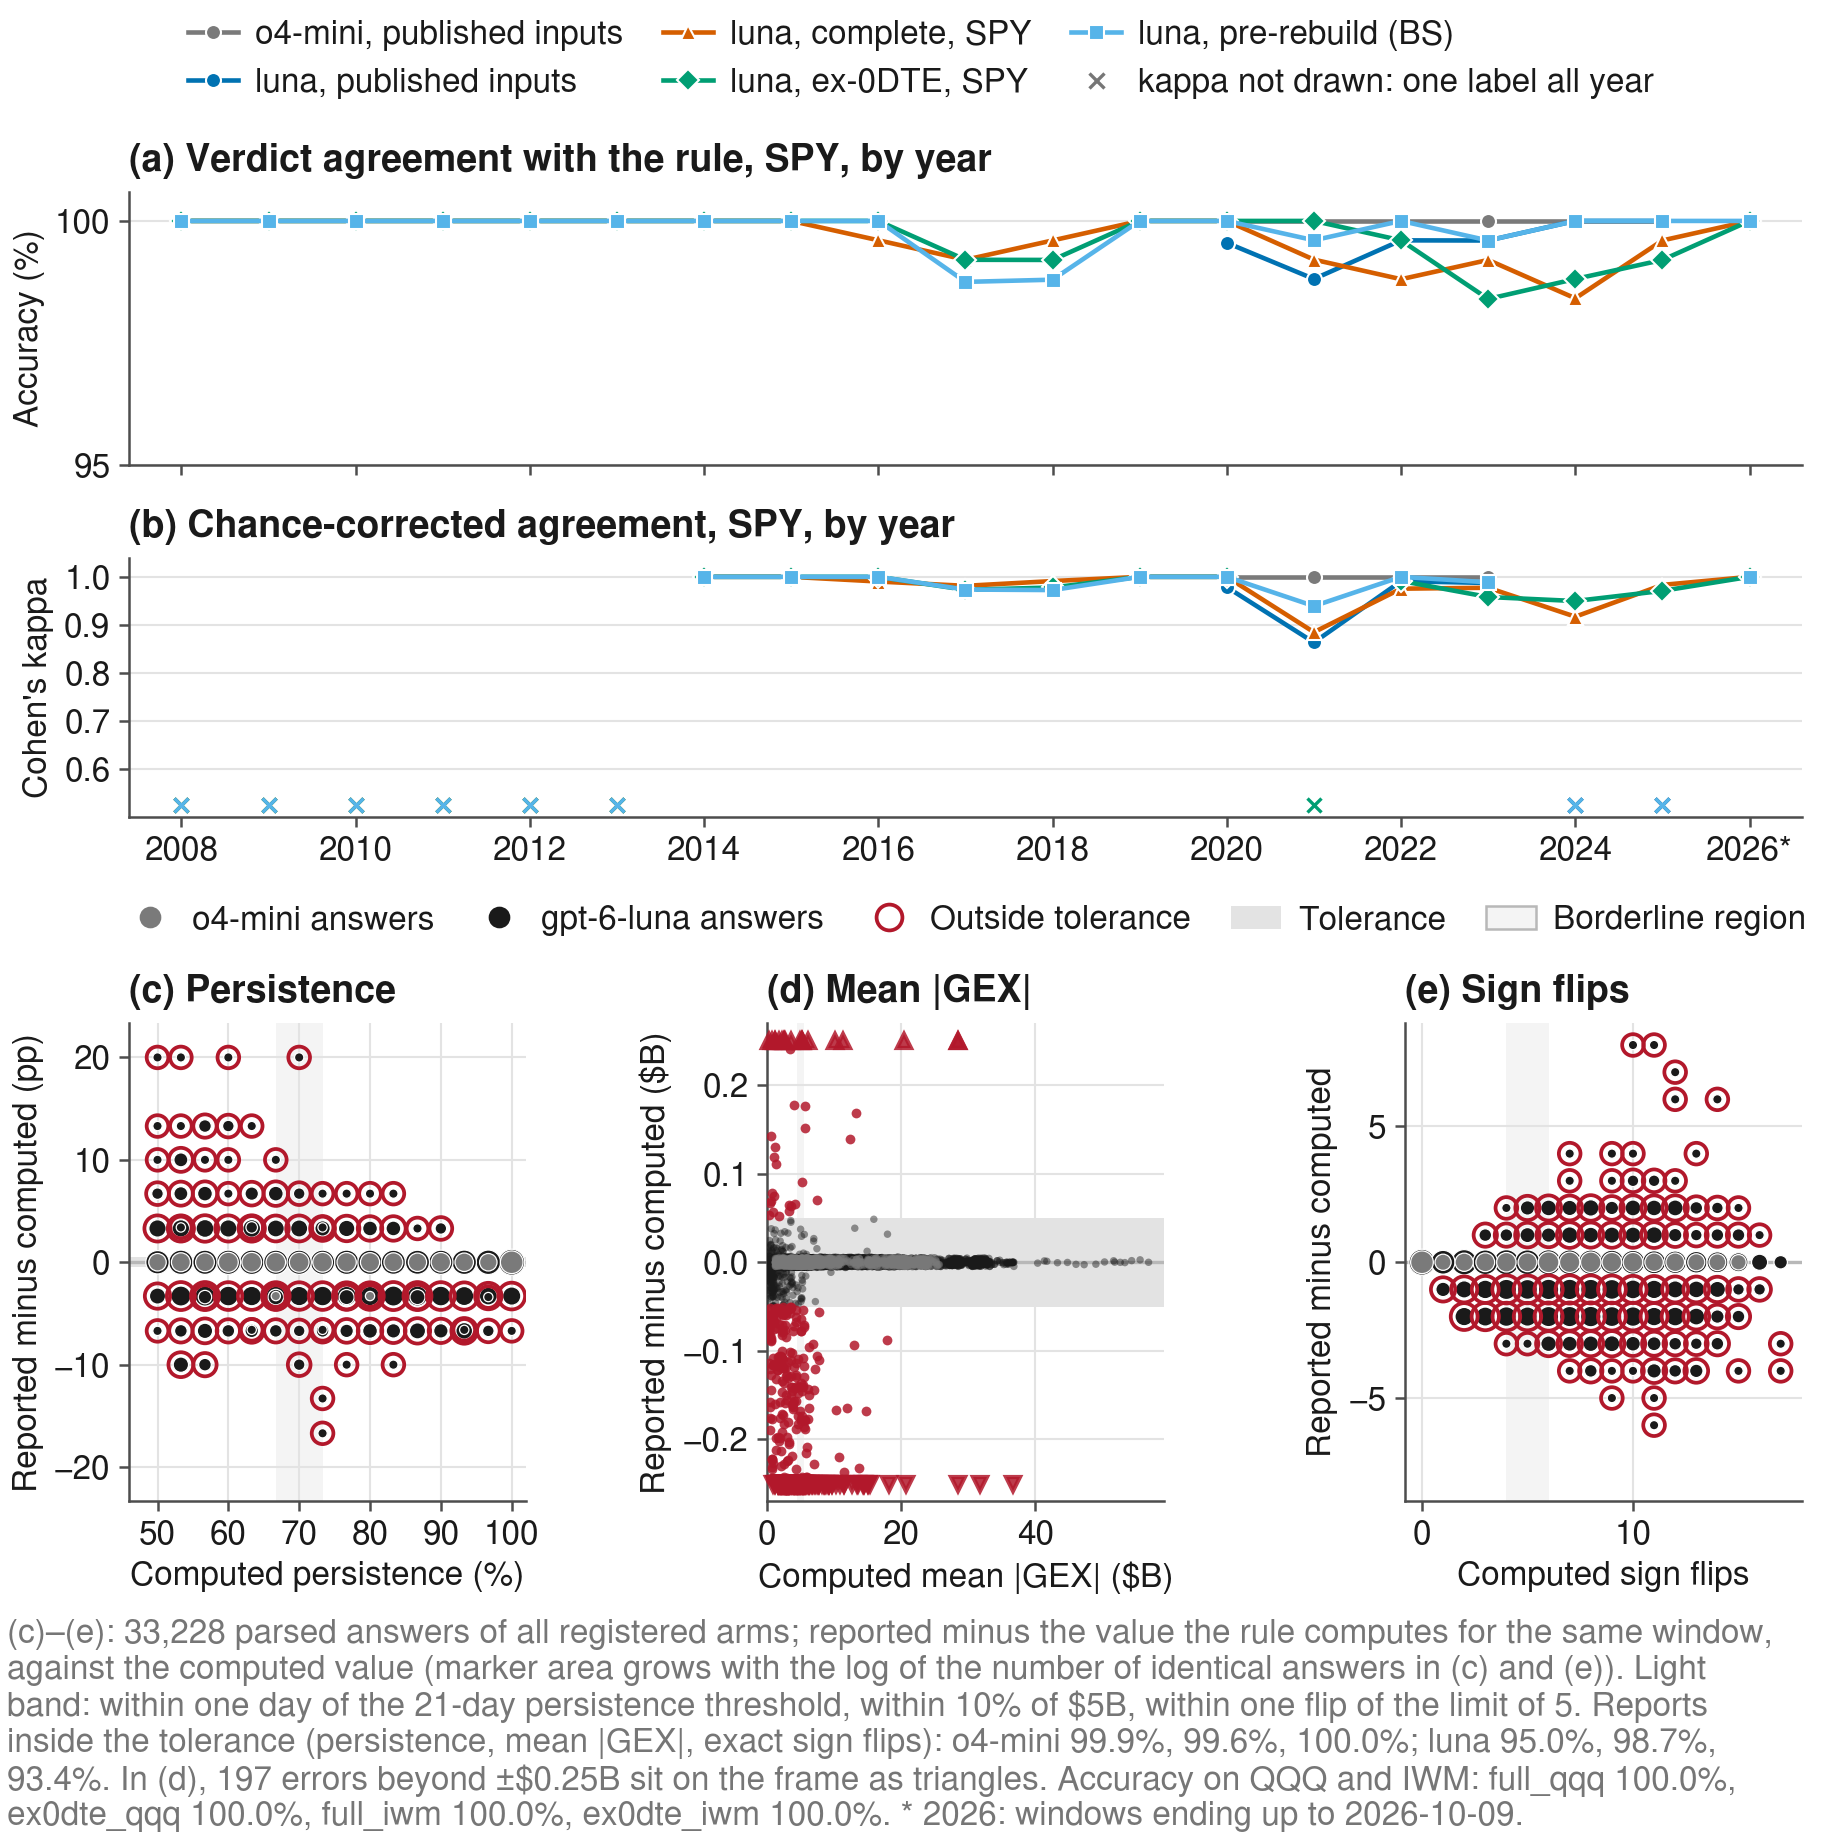 o4-mini, published inputs
luna, complete, SPY
luna, pre-rebuild (BS)
luna, published inputs
luna, ex-0DTE, SPY
kappa not drawn: one label all year
(a) Verdict agreement with the rule, SPY, by year
Accuracy (%)
100
95
(b) Chance-corrected agreement, SPY, by year
Cohen's kappa
1.0
0.9
0.8
0.7
0.6
2008
2010
2012
2014
2016
2018
2020
2022
2024
2026*
o4-mini answers
gpt-6-luna answers
Outside tolerance
Tolerance
Borderline region
(c) Persistence
Reported minus computed (pp)
20
10
0
−10
−20
50
60
70
80
90
100
Computed persistence (%)
(d) Mean |GEX|
Reported minus computed ($B)
0.2
0.1
0.0
−0.1
−0.2
0
20
40
Computed mean |GEX| ($B)
(e) Sign flips
Reported minus computed
5
0
−5
0
10
Computed sign flips
(c)–(e): 33,228 parsed answers of all registered arms; reported minus the value the rule computes for the same window,
against the computed value (marker area grows with the log of the number of identical answers in (c) and (e)). Light
band: within one day of the 21-day persistence threshold, within 10% of $5B, within one flip of the limit of 5. Reports
inside the tolerance (persistence, mean |GEX|, exact sign flips): o4-mini 99.9%, 99.6%, 100.0%; luna 95.0%, 98.7%,
93.4%. In (d), 197 errors beyond ±$0.25B sit on the frame as triangles. Accuracy on QQQ and IWM: full_qqq 100.0%,
ex0dte_qqq 100.0%, full_iwm 100.0%, ex0dte_iwm 100.0%. * 2026: windows ending up to 2026-10-09.